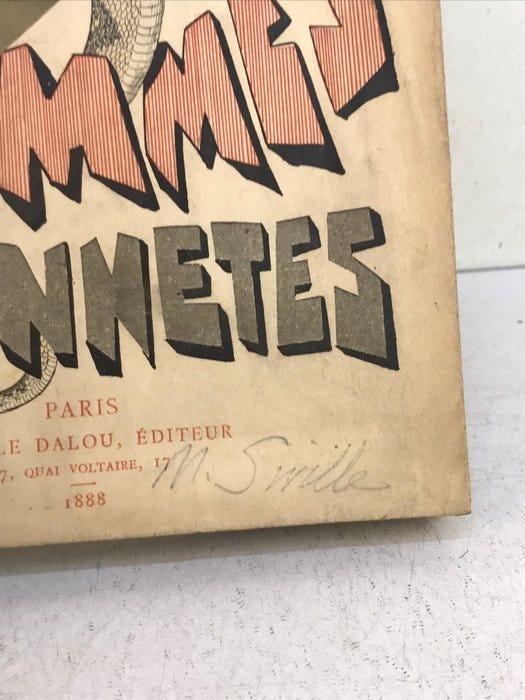 MMES
NNETES
PARIS
LE DALOU, ÉDITEUR
7, QUAI VOLTAIRE, 17
1888
M.